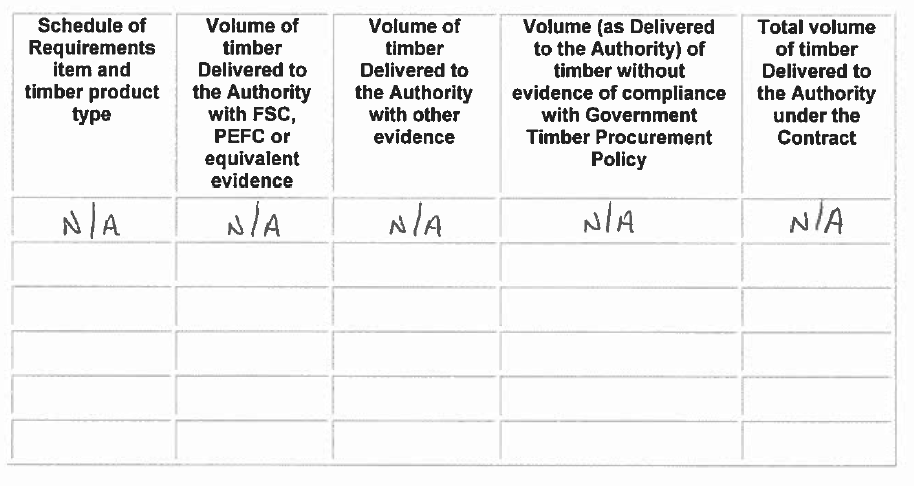 Schedule of
Requirements
item and
timber product
type
Volume of
timber
Delivered to
the Authority
with FSC,
PEFC or
equivalent
evidence
Volume of
timber
Delivered to
the Authority
with other
evidence
Volume (as Delivered
to the Authority) of
timber without
evidence of compliance
with Government
Timber Procurement
Policy
Total volume
of timber
Delivered to
the Authority
under the
Contract
N/A N/A N/A N/A N/A